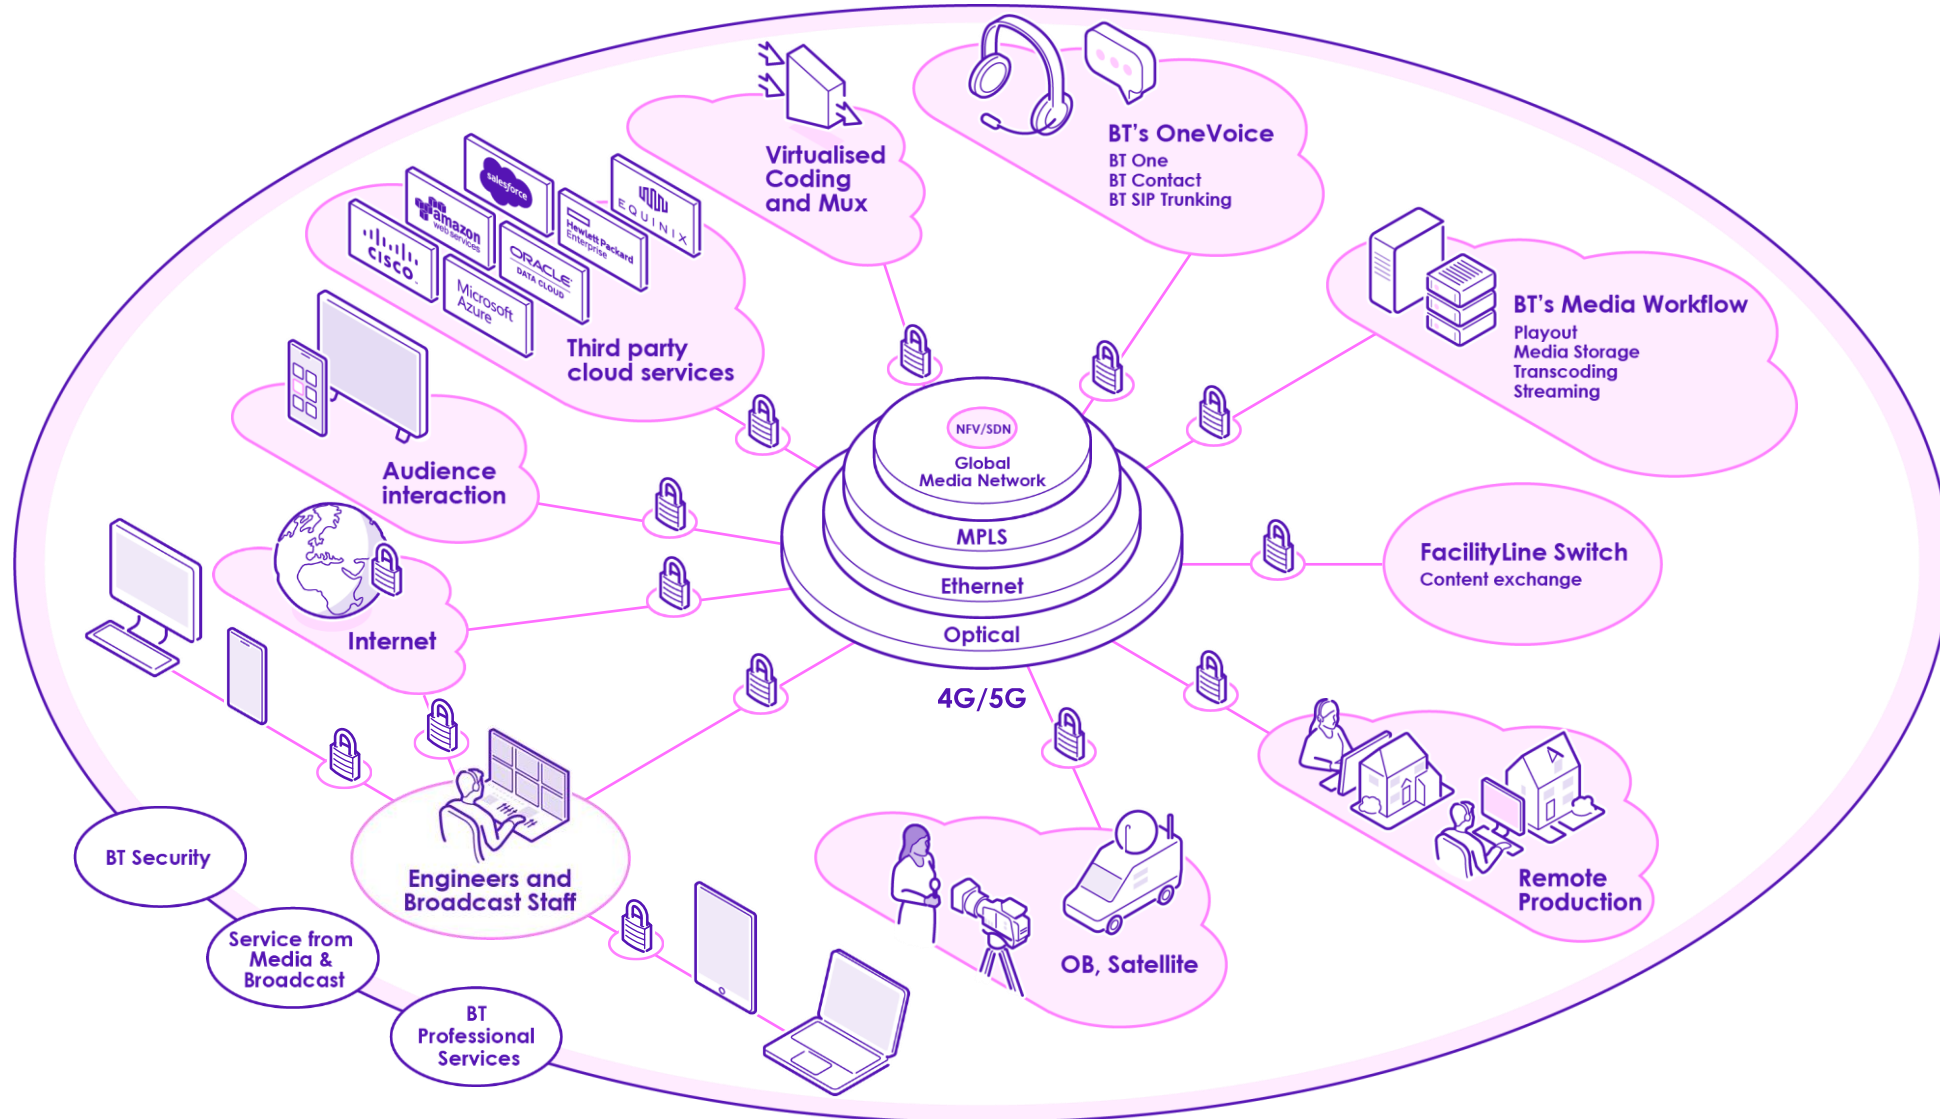 BT's OneVoice
BT One
BT Contact
BT SIP Trunking
Virtualised
Coding
and Mux
salesforce
EQUINIX
amazon
web services
Hewlett Packard
Enterprise
CISCO
ORACLE
DATA CLOUD
Microsoft
Azure
Third party
cloud services
BT's Media Workflow
Playout
Media Storage
Transcoding
Streaming
Audience
interaction
NFV/SDN
Global
Media Network
MPLS
Ethernet
Optical
4G/5G
FacilityLine Switch
Content exchange
Internet
Engineers and
Broadcast Staff
OB, Satellite
Remote
Production
BT Security
Service from
Media &
Broadcast
BT
Professional
Services